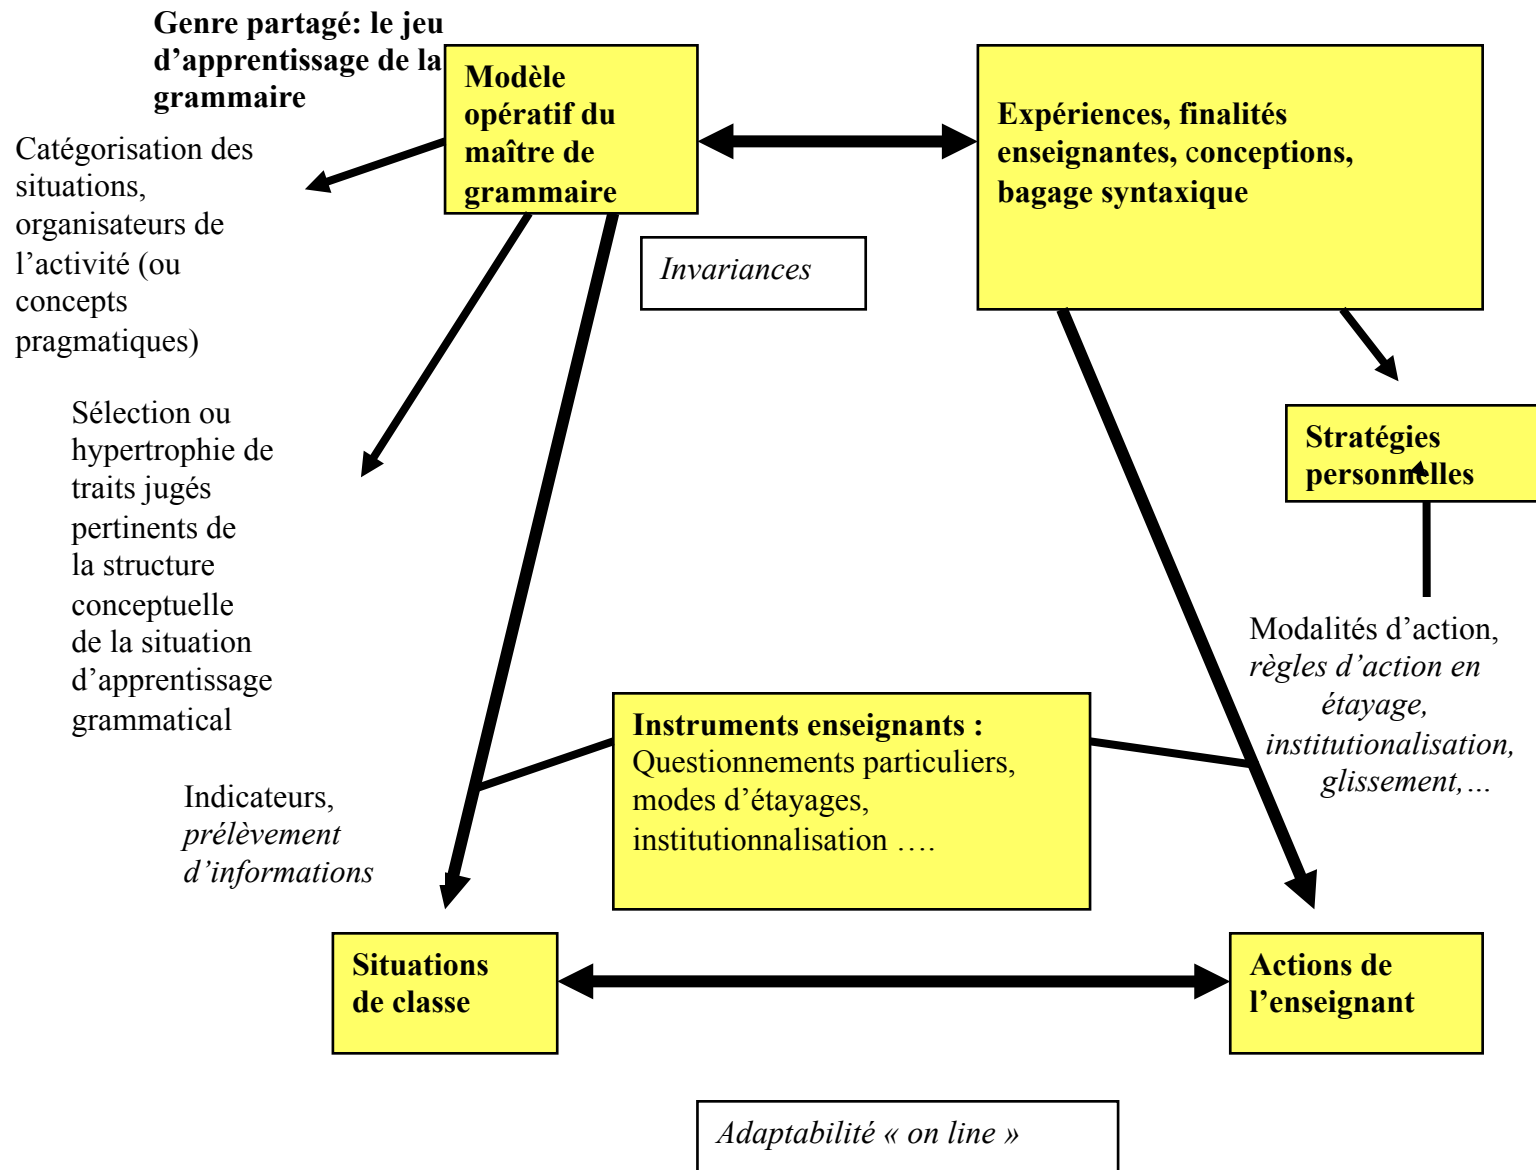 Genre partagé: le jeu
d’apprentissage de la
grammaire
Modèle
opératif du
maître de
grammaire
Expériences, finalités
enseignantes, conceptions,
bagage syntaxique
Catégorisation des
situations,
organisateurs de
l’activité (ou
concepts
pragmatiques)
Invariances
Sélection ou
hypertrophie de
traits jugés
pertinents de
la structure
conceptuelle
de la situation
d’apprentissage
grammatical
Stratégies
personnelles
Modalités d’action,
règles d’action en
étayage,
institutionalisation,
glissement,…
Instruments enseignants :
Questionnements particuliers,
modes d’étayages,
institutionnalisation ….
Indicateurs,
prélèvement
d’informations
Situations
de classe
Actions de
l’enseignant
Adaptabilité « on line »